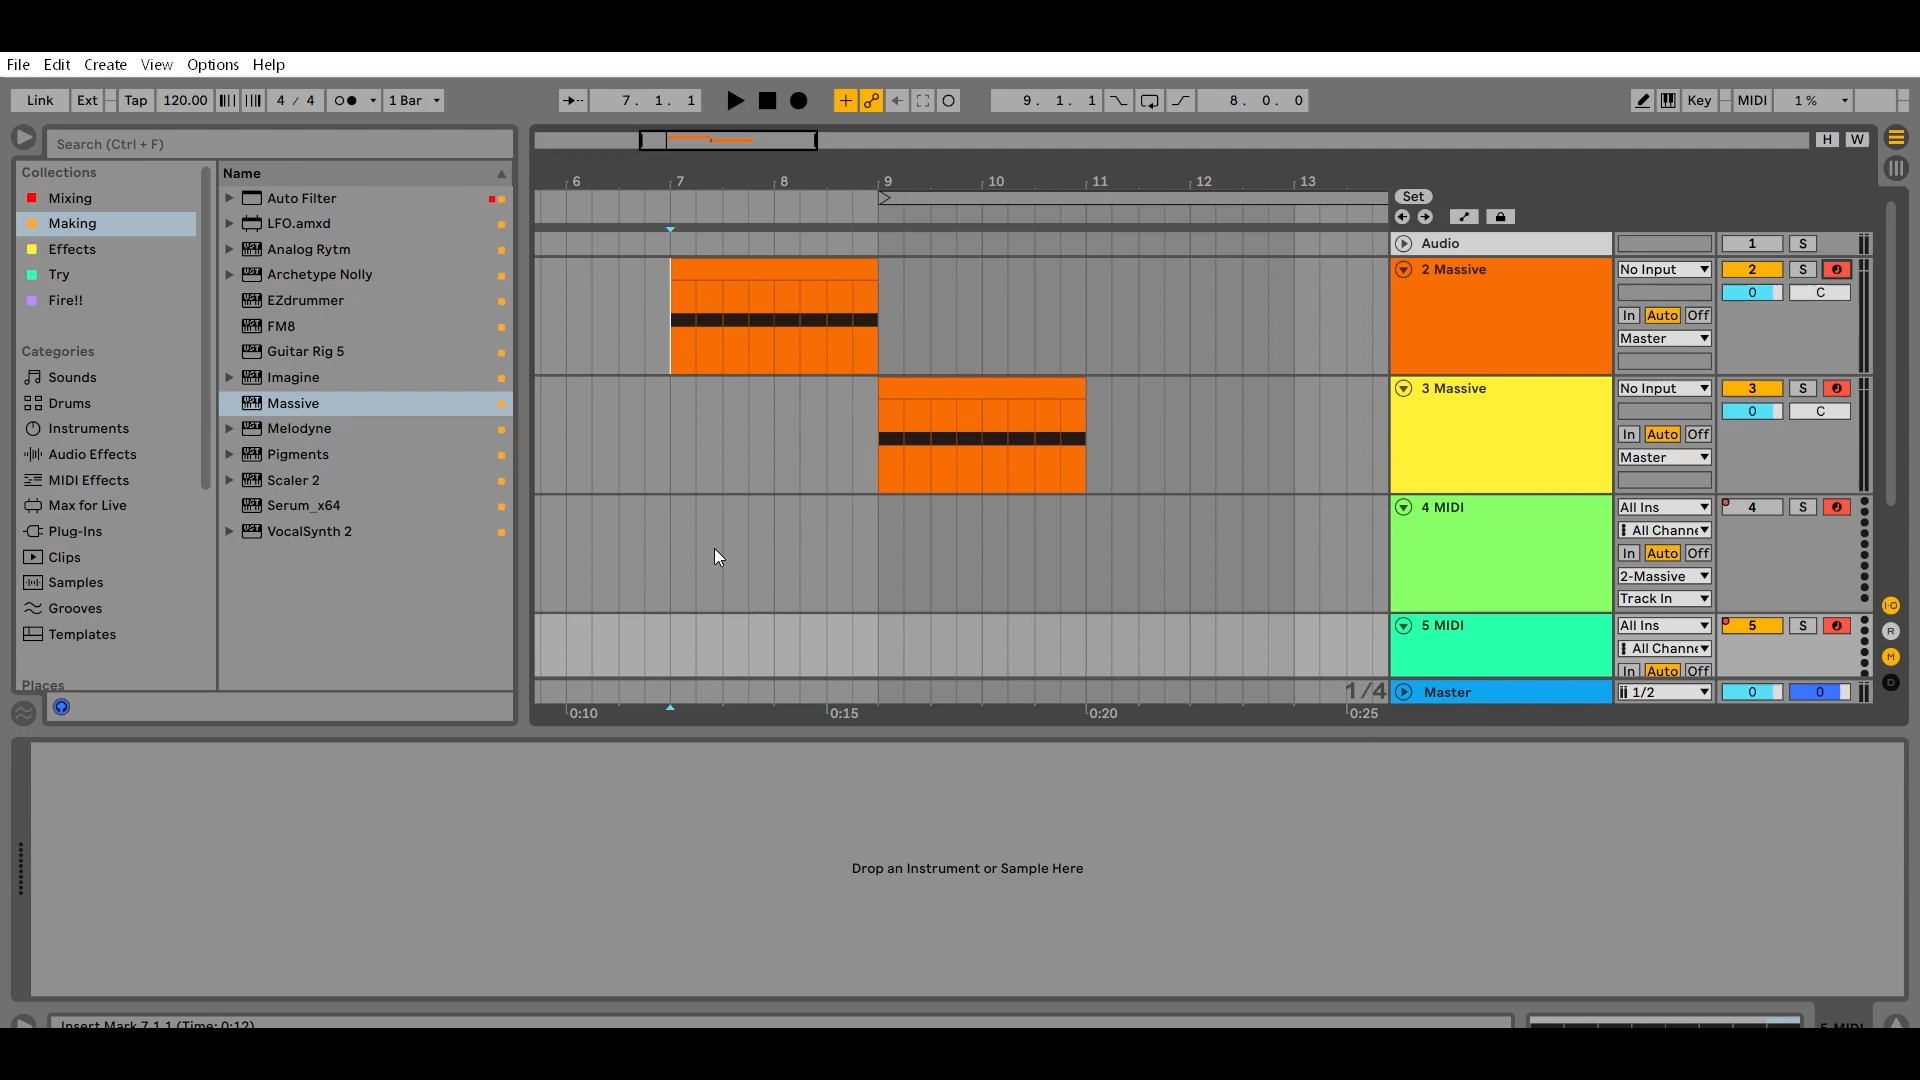 File Edit Create View Options Help
Link Ext Tap 120.00 4 / 4 1 Bar 7. 1. 1 9. 1. 1 8. 0. 0 Key MIDI 1 %
Search (Ctrl + F)
H W
Collections
Mixing
Making
Effects
Try
Fire!!
Categories
Sounds
Drums
Instruments
Audio Effects
MIDI Effects
Max for Live
Plug-Ins
Clips
Samples
Grooves
Templates
Places
Name
Auto Filter
LFO.amxd
Analog Rytm
Archetype Nolly
EZdrummer
FM8
Guitar Rig 5
Imagine
Massive
Melodyne
Pigments
Scaler 2
Serum_x64
VocalSynth 2
6 7 8 9 10 11 12 13
Set
Audio 1 S
2 Massive No Input 2 S
0 C
In Auto Off
Master
3 Massive No Input 3 S
0 C
In Auto Off
Master
4 MIDI All Ins 4 S
All Channe
In Auto Off
2-Massive
Track In
5 MIDI All Ins 5 S
All Channe
In Auto Off
1/4 Master 1/2 0 0
0:10 0:15 0:20 0:25
I·O
R
M
D
Drop an Instrument or Sample Here
Insert Mark 7.1.1 (Time: 0:12)
5-MIDI